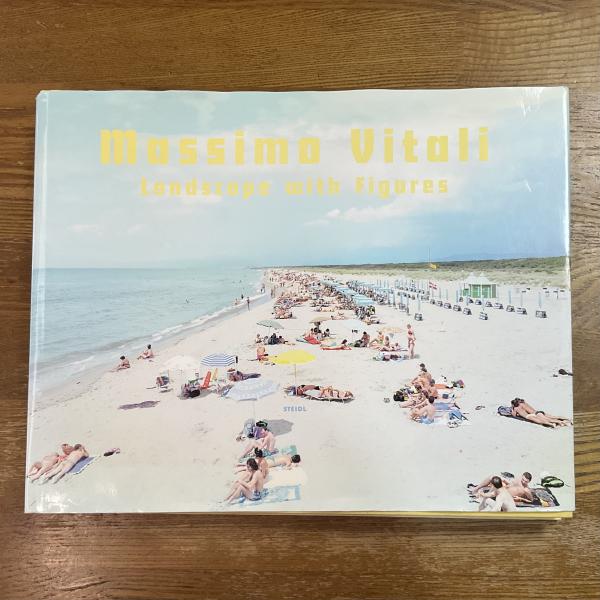 Massimo Vitali
Landscape with Figures
STEIDL